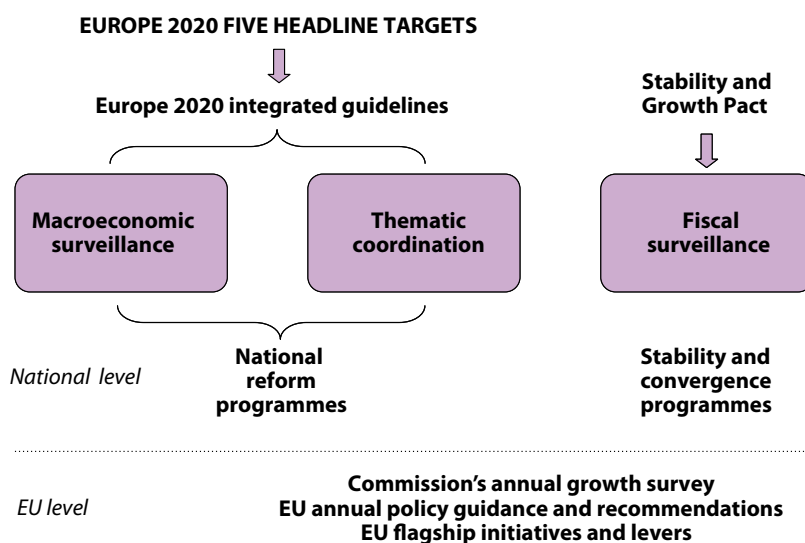 EUROPE 2020 FIVE HEADLINE TARGETS
Europe 2020 integrated guidelines
Stability and
Growth Pact
Macroeconomic
surveillance
Thematic
coordination
Fiscal
surveillance
National level
National
reform
programmes
Stability and
convergence
programmes
EU level
Commission’s annual growth survey
EU annual policy guidance and recommendations
EU flagship initiatives and levers